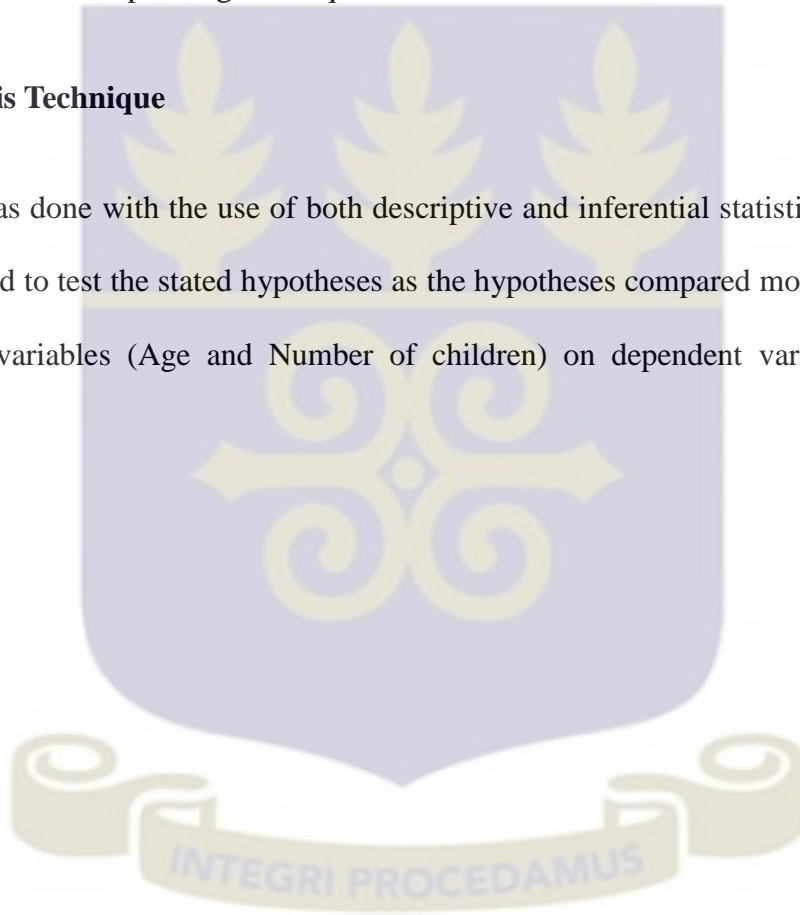 is Technique
as done with the use of both descriptive and inferential statisti
d to test the stated hypotheses as the hypotheses compared mo
variables (Age and Number of children) on dependent var
INTEGRI PROCEDAMUS